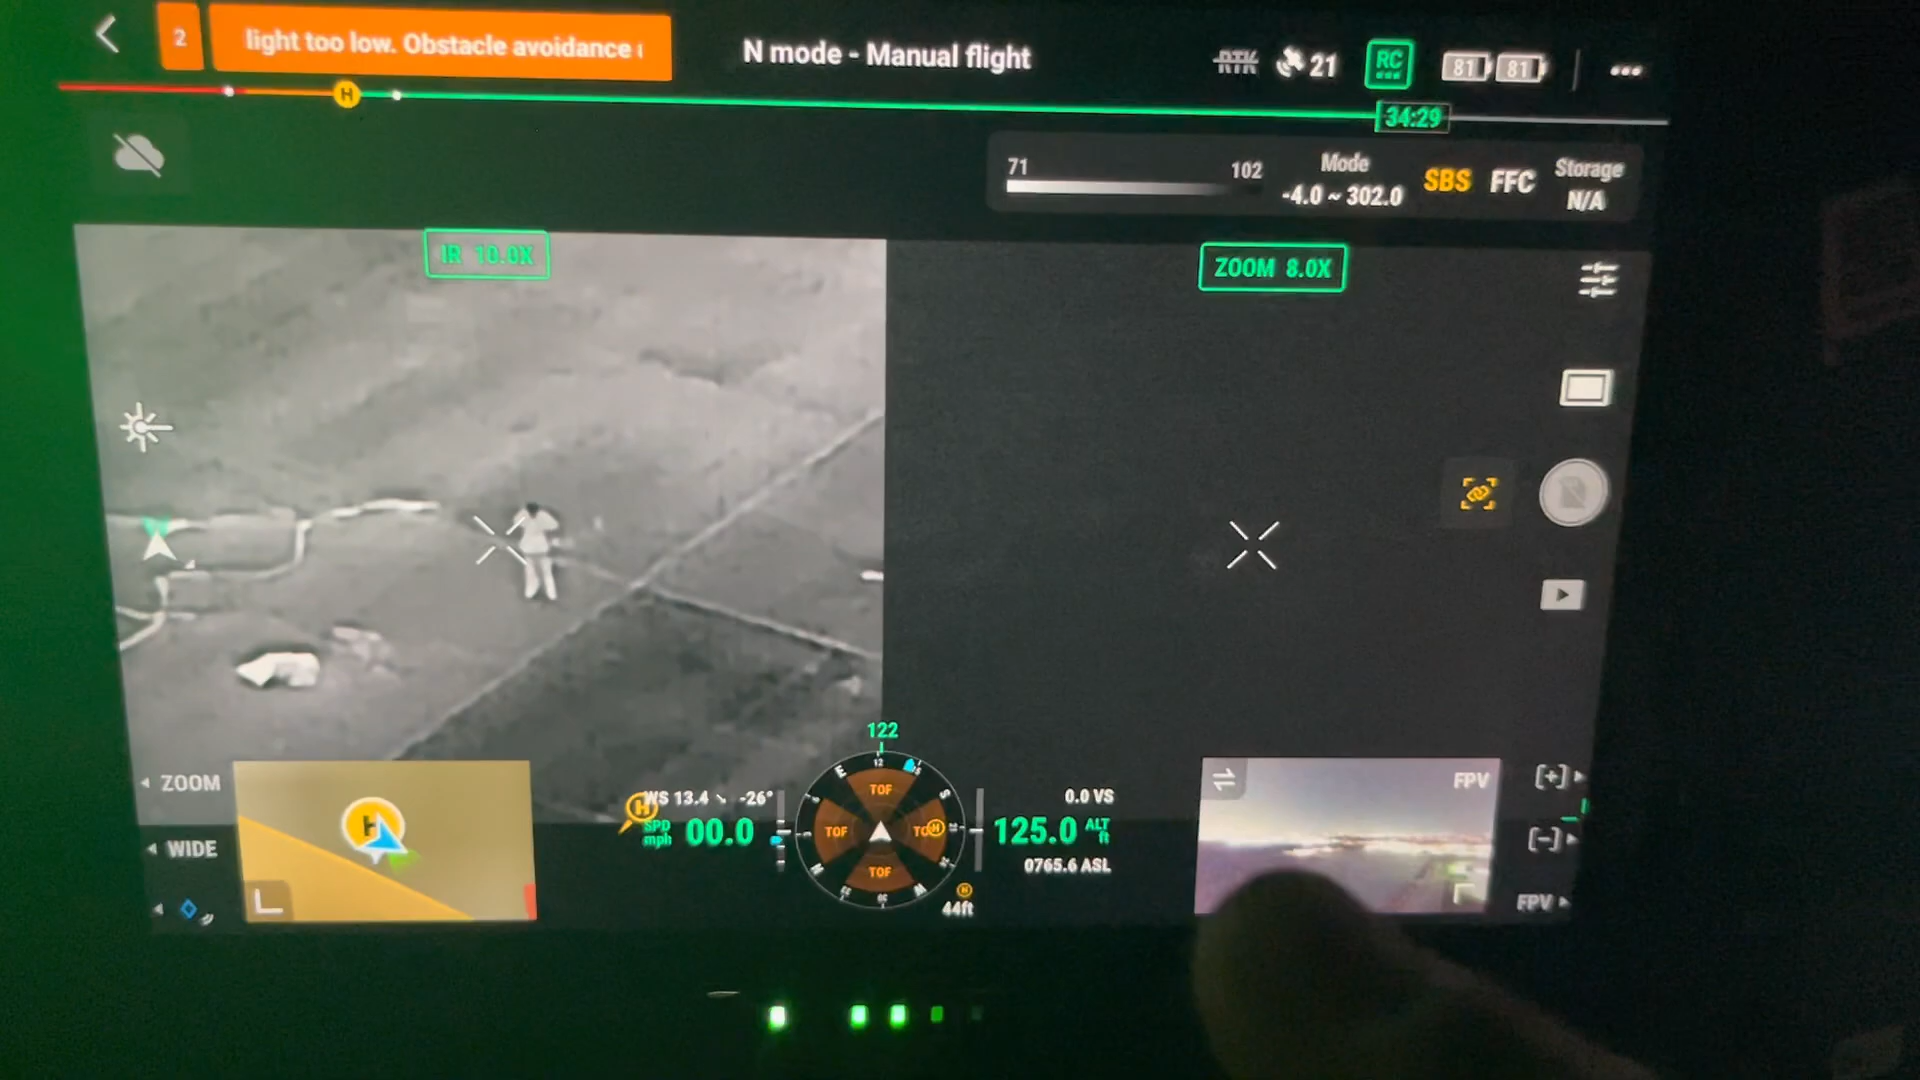 2
light too low. Obstacle avoidance
N mode - Manual flight
RTK
21
RC
81
81
34:29
71
102
Mode
-4.0 ~ 302.0
SBS
FFC
Storage
N/A
H
IR 10.0X
ZOOM 8.0X
ZOOM
WIDE
H
H
WS 13.4 ↘ -26°
SPD
mph
00.0
122
12
E
S
N
W
TOF
TOF
TOF
TOF
H
0.0 VS
125.0 ALT
ft
0765.6 ASL
H
44ft
FPV
[+]
[-]
FPV